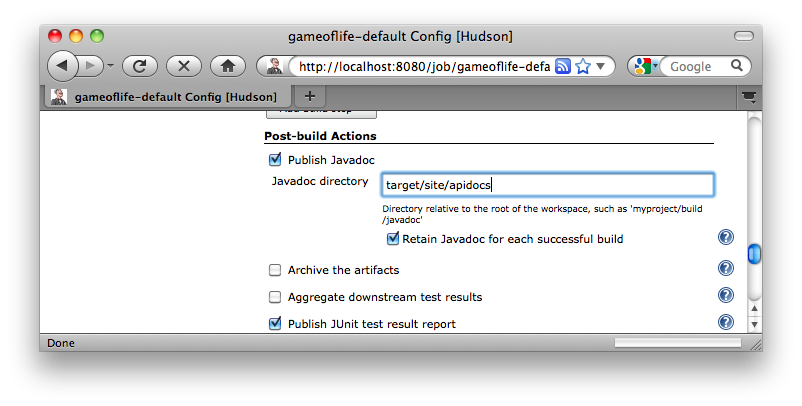 gameoflife-default Config [Hudson]
http://localhost:8080/job/gameoflife-defa
Google
gameoflife-default Config [Hudson]
Post-build Actions
Publish Javadoc
Javadoc directory
target/site/apidocs
Directory relative to the root of the workspace, such as 'myproject/build
/javadoc'
Retain Javadoc for each successful build
Archive the artifacts
Aggregate downstream test results
Publish JUnit test result report
Done